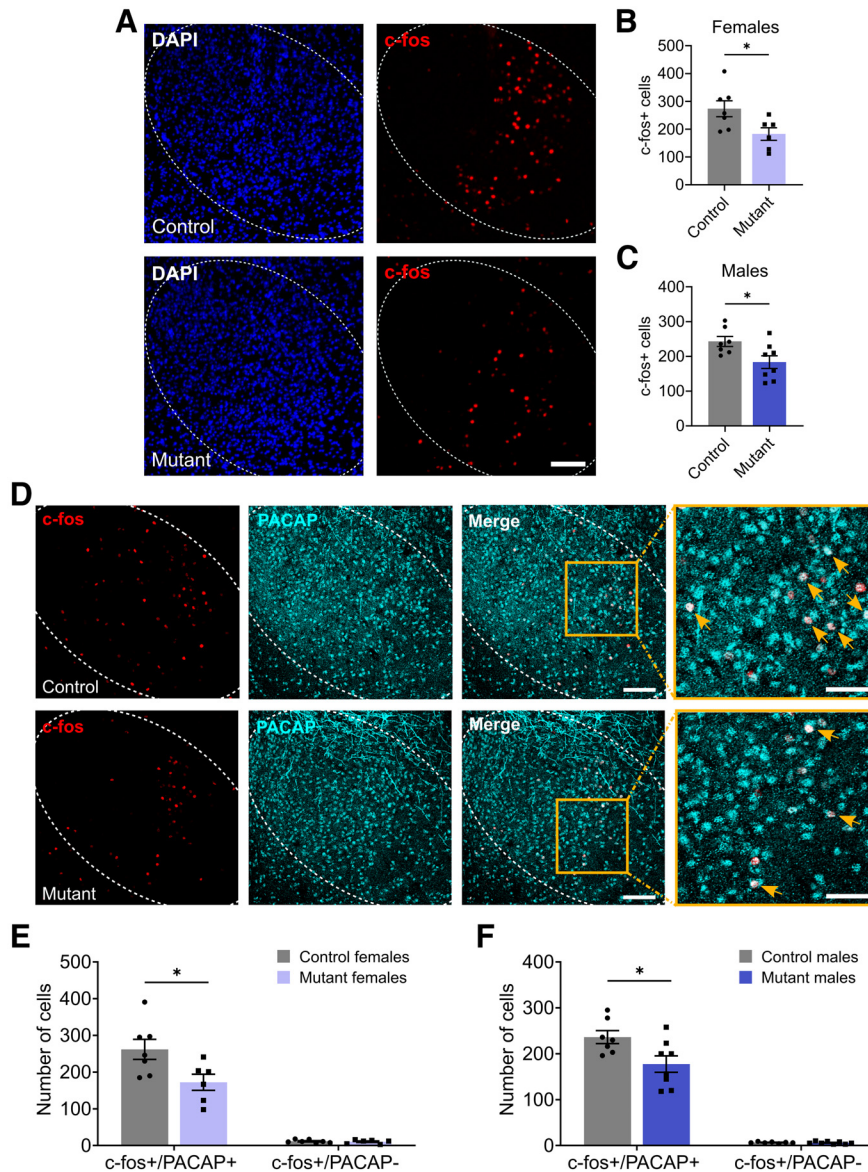 A
DAPI
c-fos
Control
DAPI
c-fos
Mutant
B
Females
*
c-fos+ cells
500
400
300
200
100
0
Control
Mutant
C
Males
*
c-fos+ cells
400
300
200
100
0
Control
Mutant
D
c-fos
PACAP
Merge
Control
c-fos
PACAP
Merge
Mutant
E
Control females
Mutant females
*
Number of cells
500
400
300
200
100
0
c-fos+/PACAP+
c-fos+/PACAP-
F
Control males
Mutant males
*
Number of cells
400
300
200
100
0
c-fos+/PACAP+
c-fos+/PACAP-